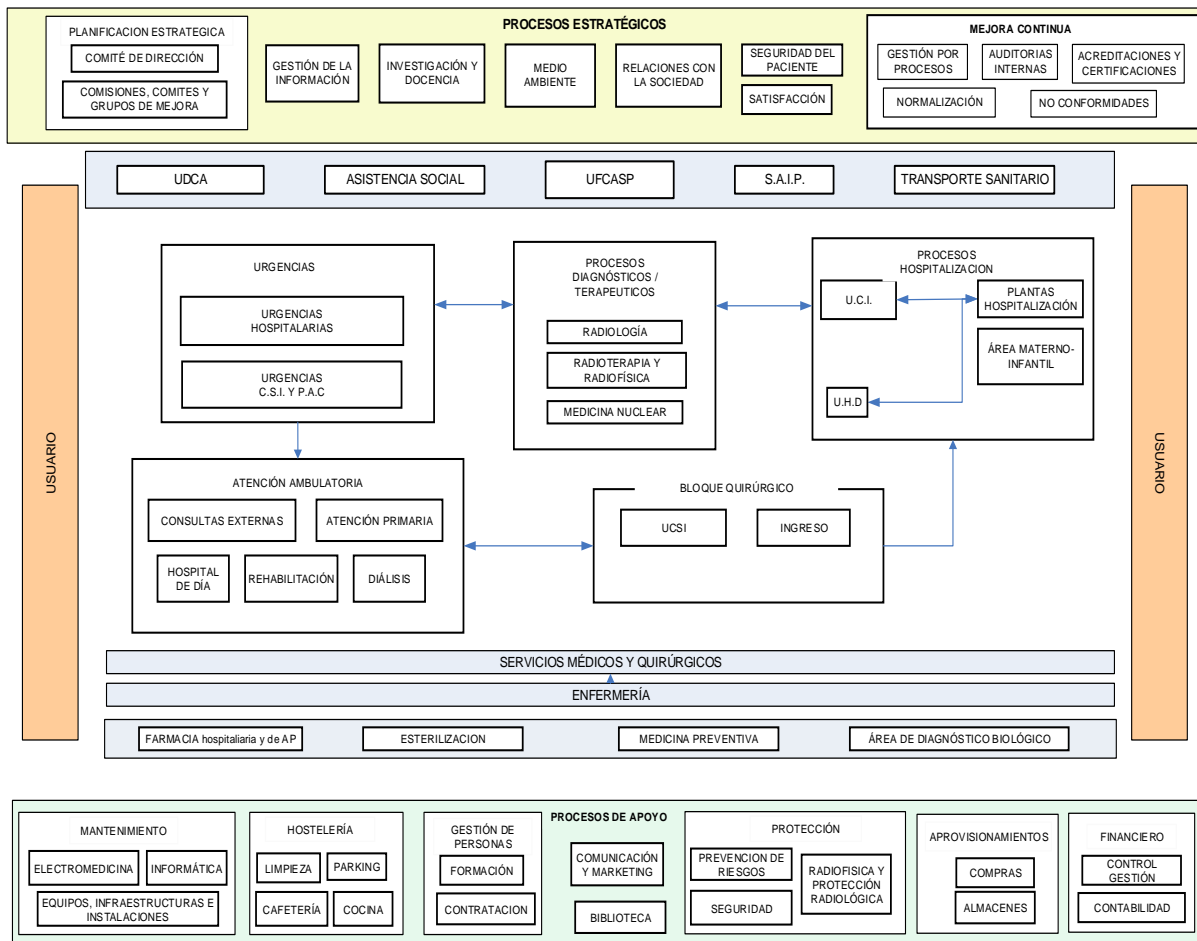 PROCESOS ESTRATÉGICOS
PLANIFICACION ESTRATEGICA
COMITÉ DE DIRECCIÓN
COMISIONES, COMITES Y
GRUPOS DE MEJORA
GESTIÓN DE LA
INFORMACIÓN
INVESTIGACIÓN Y
DOCENCIA
MEDIO
AMBIENTE
RELACIONES CON
LA SOCIEDAD
SEGURIDAD DEL
PACIENTE
SATISFACCIÓN
MEJORA CONTINUA
GESTIÓN POR
PROCESOS
AUDITORIAS
INTERNAS
ACREDITACIONES Y
CERTIFICACIONES
NORMALIZACIÓN
NO CONFORMIDADES
UDCA
ASISTENCIA SOCIAL
UFCASP
S.A.I.P.
TRANSPORTE SANITARIO
USUARIO
URGENCIAS
URGENCIAS
HOSPITALARIAS
URGENCIAS
C.S.I. Y P.A.C
PROCESOS
DIAGNÓSTICOS /
TERAPEUTICOS
RADIOLOGÍA
RADIOTERAPIA Y
RADIOFÍSICA
MEDICINA NUCLEAR
PROCESOS
HOSPITALIZACION
U.C.I.
PLANTAS
HOSPITALIZACIÓN
ÁREA MATERNO-
INFANTIL
U.H.D
USUARIO
ATENCIÓN AMBULATORIA
CONSULTAS EXTERNAS
ATENCIÓN PRIMARIA
HOSPITAL
DE DÍA
REHABILITACIÓN
DIÁLISIS
BLOQUE QUIRÚRGICO
UCSI
INGRESO
SERVICIOS MÉDICOS Y QUIRÚRGICOS
ENFERMERÍA
FARMACIA hospitaliaria y de AP
ESTERILIZACION
MEDICINA PREVENTIVA
ÁREA DE DIAGNÓSTICO BIOLÓGICO
PROCESOS DE APOYO
MANTENIMIENTO
ELECTROMEDICINA
INFORMÁTICA
EQUIPOS, INFRAESTRUCTURAS E
INSTALACIONES
HOSTELERÍA
LIMPIEZA
PARKING
CAFETERÍA
COCINA
GESTIÓN DE
PERSONAS
FORMACIÓN
CONTRATACION
COMUNICACIÓN
Y MARKETING
BIBLIOTECA
PROTECCIÓN
PREVENCION DE
RIESGOS
SEGURIDAD
RADIOFISICA Y
PROTECCIÓN
RADIOLÓGICA
APROVISIONAMIENTOS
COMPRAS
ALMACENES
FINANCIERO
CONTROL
GESTIÓN
CONTABILIDAD